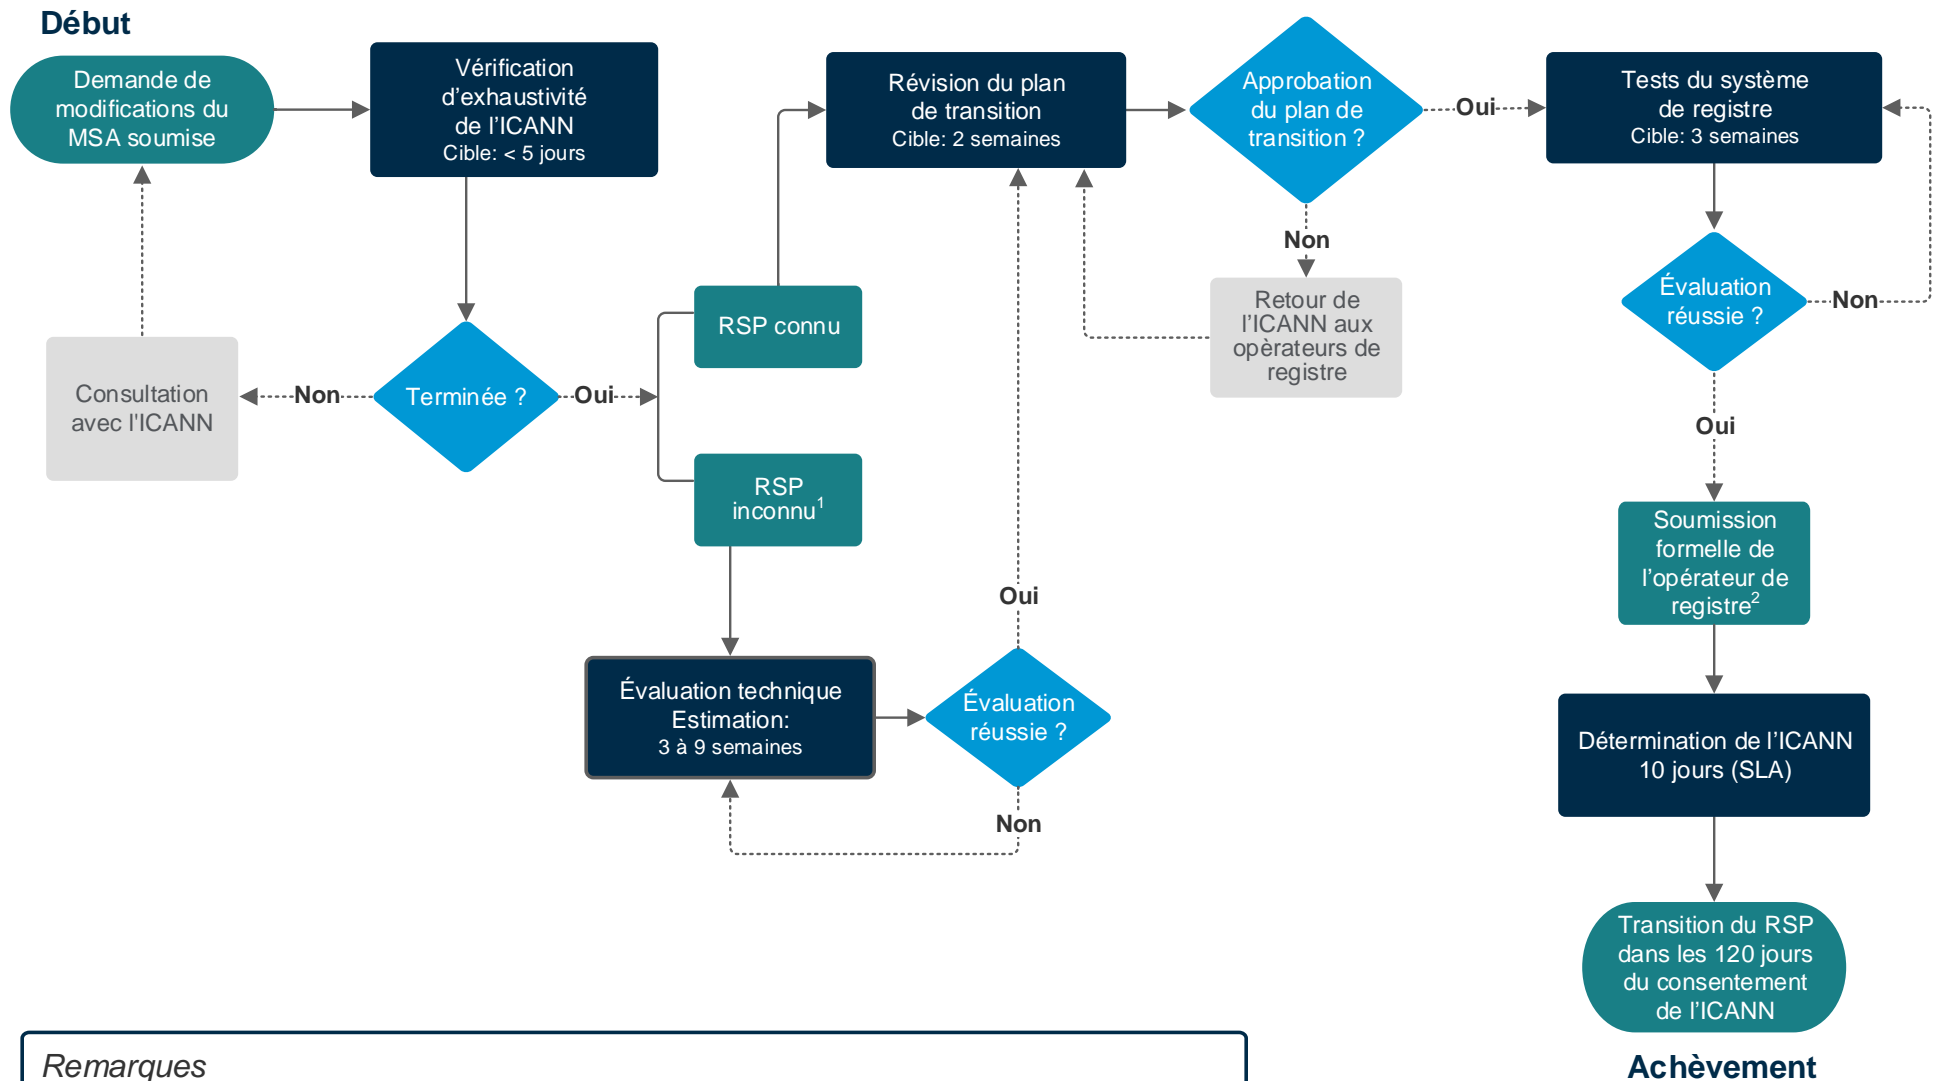 Début
Demande de
modifications du
MSA soumise
Vérification
d'exhaustivité
de l'ICANN
Cible: < 5 jours
Terminée ?
Non
Consultation
avec l'ICANN
Oui
RSP connu
RSP
inconnu1
Évaluation technique
Estimation:
3 à 9 semaines
Évaluation
réussie ?
Non
Oui
Révision du plan
de transition
Cible: 2 semaines
Approbation
du plan de
transition ?
Non
Retour de
l'ICANN aux
opèrateurs de
registre
Oui
Tests du système
de registre
Cible: 3 semaines
Évaluation
réussie ?
Non
Oui
Soumission
formelle de
l'opérateur de
registre2
Détermination de l'ICANN
10 jours (SLA)
Transition du RSP
dans les 120 jours
du consentement
de l'ICANN
Achèvement
Remarques